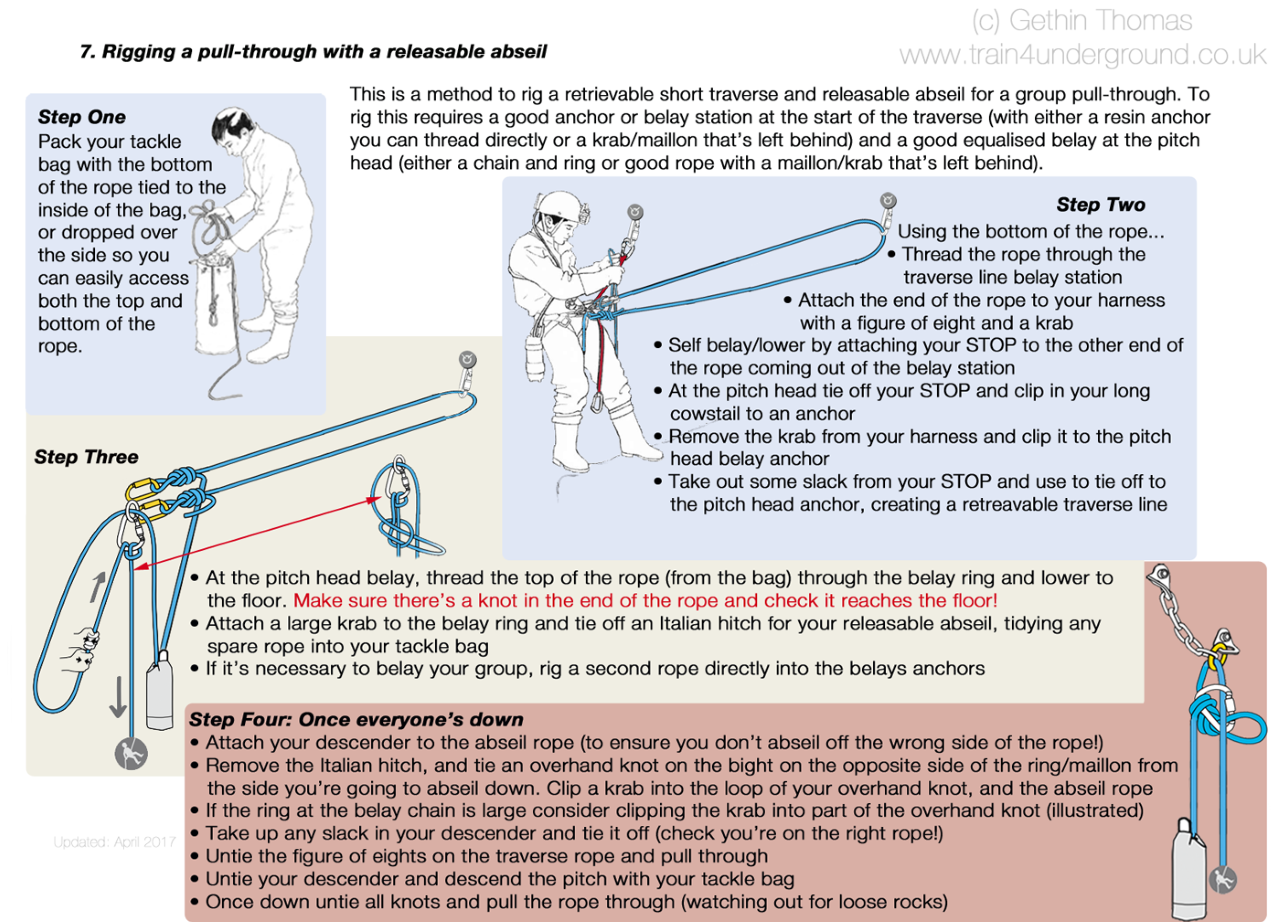 (c) Gethin Thomas
www.train4underground.co.uk
7. Rigging a pull-through with a releasable abseil
This is a method to rig a retrievable short traverse and releasable abseil for a group pull-through. To
rig this requires a good anchor or belay station at the start of the traverse (with either a resin anchor
you can thread directly or a krab/maillon that's left behind) and a good equalised belay at the pitch
head (either a chain and ring or good rope with a maillon/krab that's left behind).
Step One
Pack your tackle
bag with the bottom
of the rope tied to the
inside of the bag,
or dropped over
the side so you
can easily access
both the top and
bottom of the
rope.
Step Two
Using the bottom of the rope...
• Thread the rope through the
traverse line belay station
• Attach the end of the rope to your harness
with a figure of eight and a krab
• Self belay/lower by attaching your STOP to the other end of
the rope coming out of the belay station
• At the pitch head tie off your STOP and clip in your long
cowstail to an anchor
• Remove the krab from your harness and clip it to the pitch
head belay anchor
• Take out some slack from your STOP and use to tie off to
the pitch head anchor, creating a retreavable traverse line
Step Three
• At the pitch head belay, thread the top of the rope (from the bag) through the belay ring and lower to
the floor. Make sure there's a knot in the end of the rope and check it reaches the floor!
• Attach a large krab to the belay ring and tie off an Italian hitch for your releasable abseil, tidying any
spare rope into your tackle bag
• If it's necessary to belay your group, rig a second rope directly into the belays anchors
Step Four: Once everyone's down
• Attach your descender to the abseil rope (to ensure you don't abseil off the wrong side of the rope!)
• Remove the Italian hitch, and tie an overhand knot on the bight on the opposite side of the ring/maillon from
the side you're going to abseil down. Clip a krab into the loop of your overhand knot, and the abseil rope
• If the ring at the belay chain is large consider clipping the krab into part of the overhand knot (illustrated)
• Take up any slack in your descender and tie it off (check you're on the right rope!)
• Untie the figure of eights on the traverse rope and pull through
• Untie your descender and descend the pitch with your tackle bag
• Once down untie all knots and pull the rope through (watching out for loose rocks)
Updated: April 2017